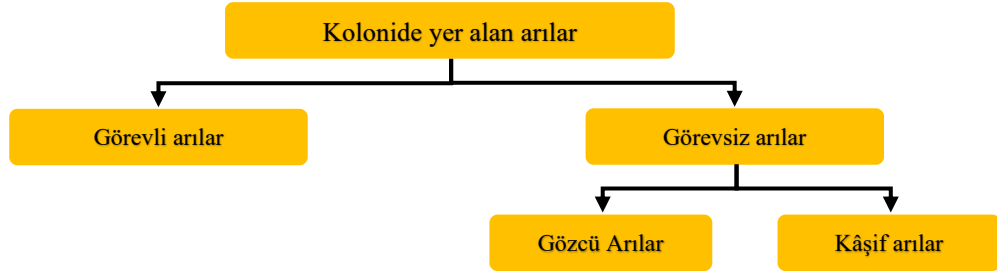 Kolonide yer alan arılar
Görevli arılar
Görevsiz arılar
Gözcü Arılar
Kâşif arılar